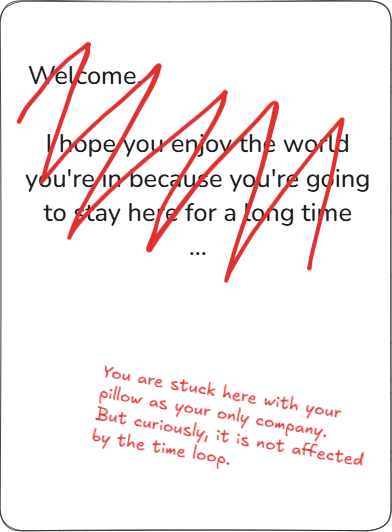 Welcome
I hope you enjoy the world
you're in because you're going
to stay here for a long time
...
You are stuck here with your
pillow as your only company.
But curiously, it is not affected
by the time loop.